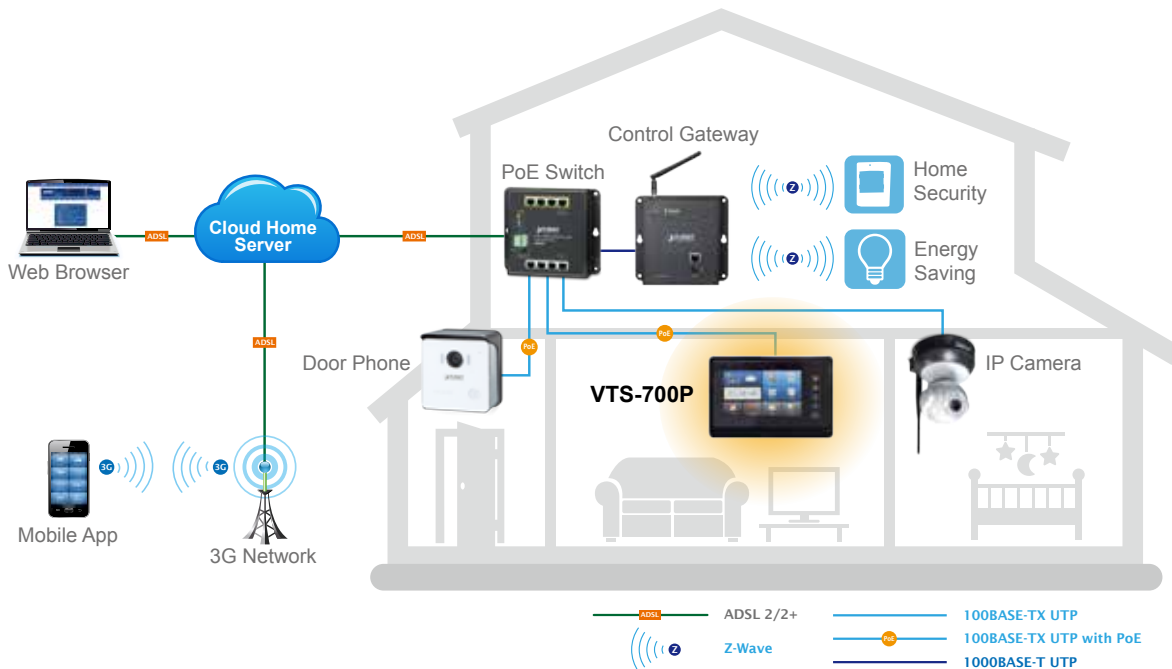 Control Gateway
PoE Switch
Home
Security
Z
Cloud Home
Server
ADSL
ADSL
Web Browser
Energy
Saving
Z
ADSL
Door Phone
PoE
PoE
IP Camera
VTS-700P
3G
3G
Mobile App
3G Network
ADSL
ADSL 2/2+
100BASE-TX UTP
Z
Z-Wave
PoE
100BASE-TX UTP with PoE
1000BASE-T UTP